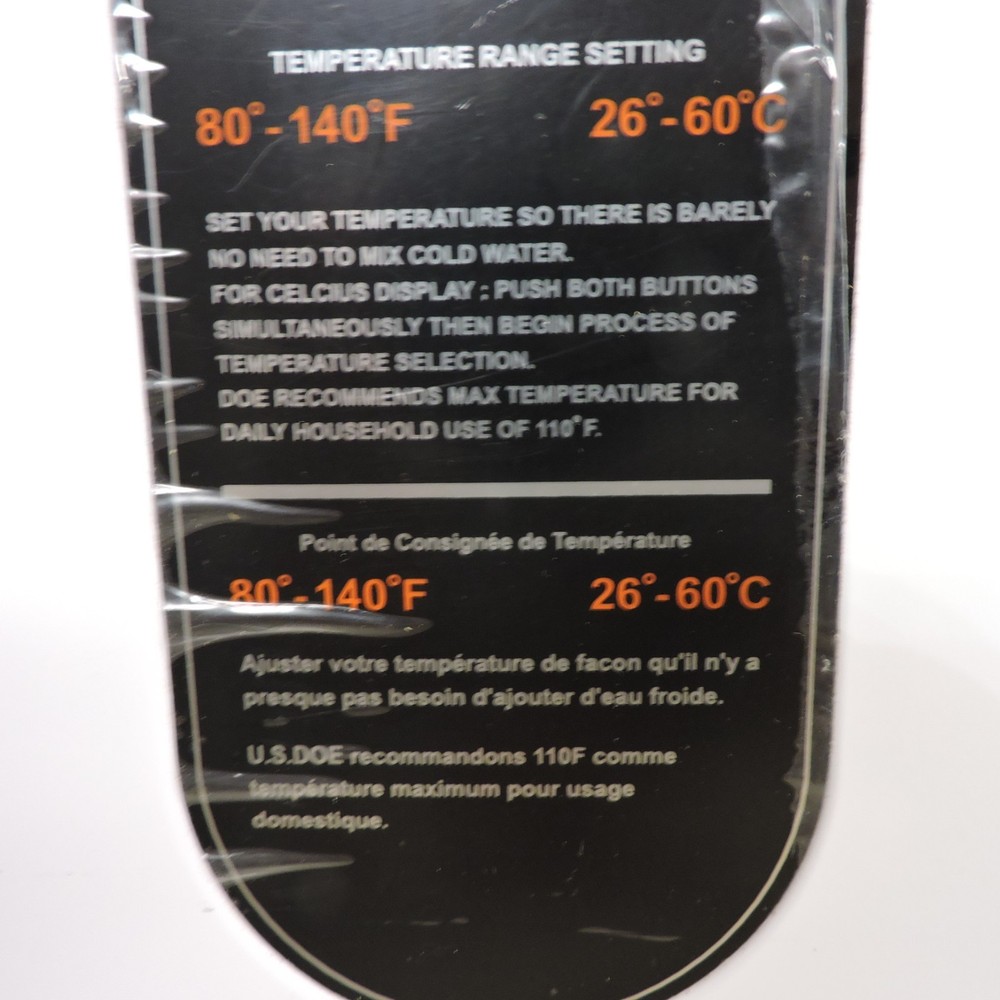 TEMPERATURE RANGE SETTING
80°-140°F 26°-60°C
SET YOUR TEMPERATURE SO THERE IS BARELY
NO NEED TO MIX COLD WATER.
FOR CELCIUS DISPLAY ; PUSH BOTH BUTTONS
SIMULTANEOUSLY THEN BEGIN PROCESS OF
TEMPERATURE SELECTION.
DOE RECOMMENDS MAX TEMPERATURE FOR
DAILY HOUSEHOLD USE OF 110°F.
Point de Consignée de Température
80°-140°F 26°-60°C
Ajuster votre température de facon qu'il n'y a
presque pas besoin d'ajouter d'eau froide.
U.S.DOE recommandons 110F comme
température maximum pour usage
domestique.